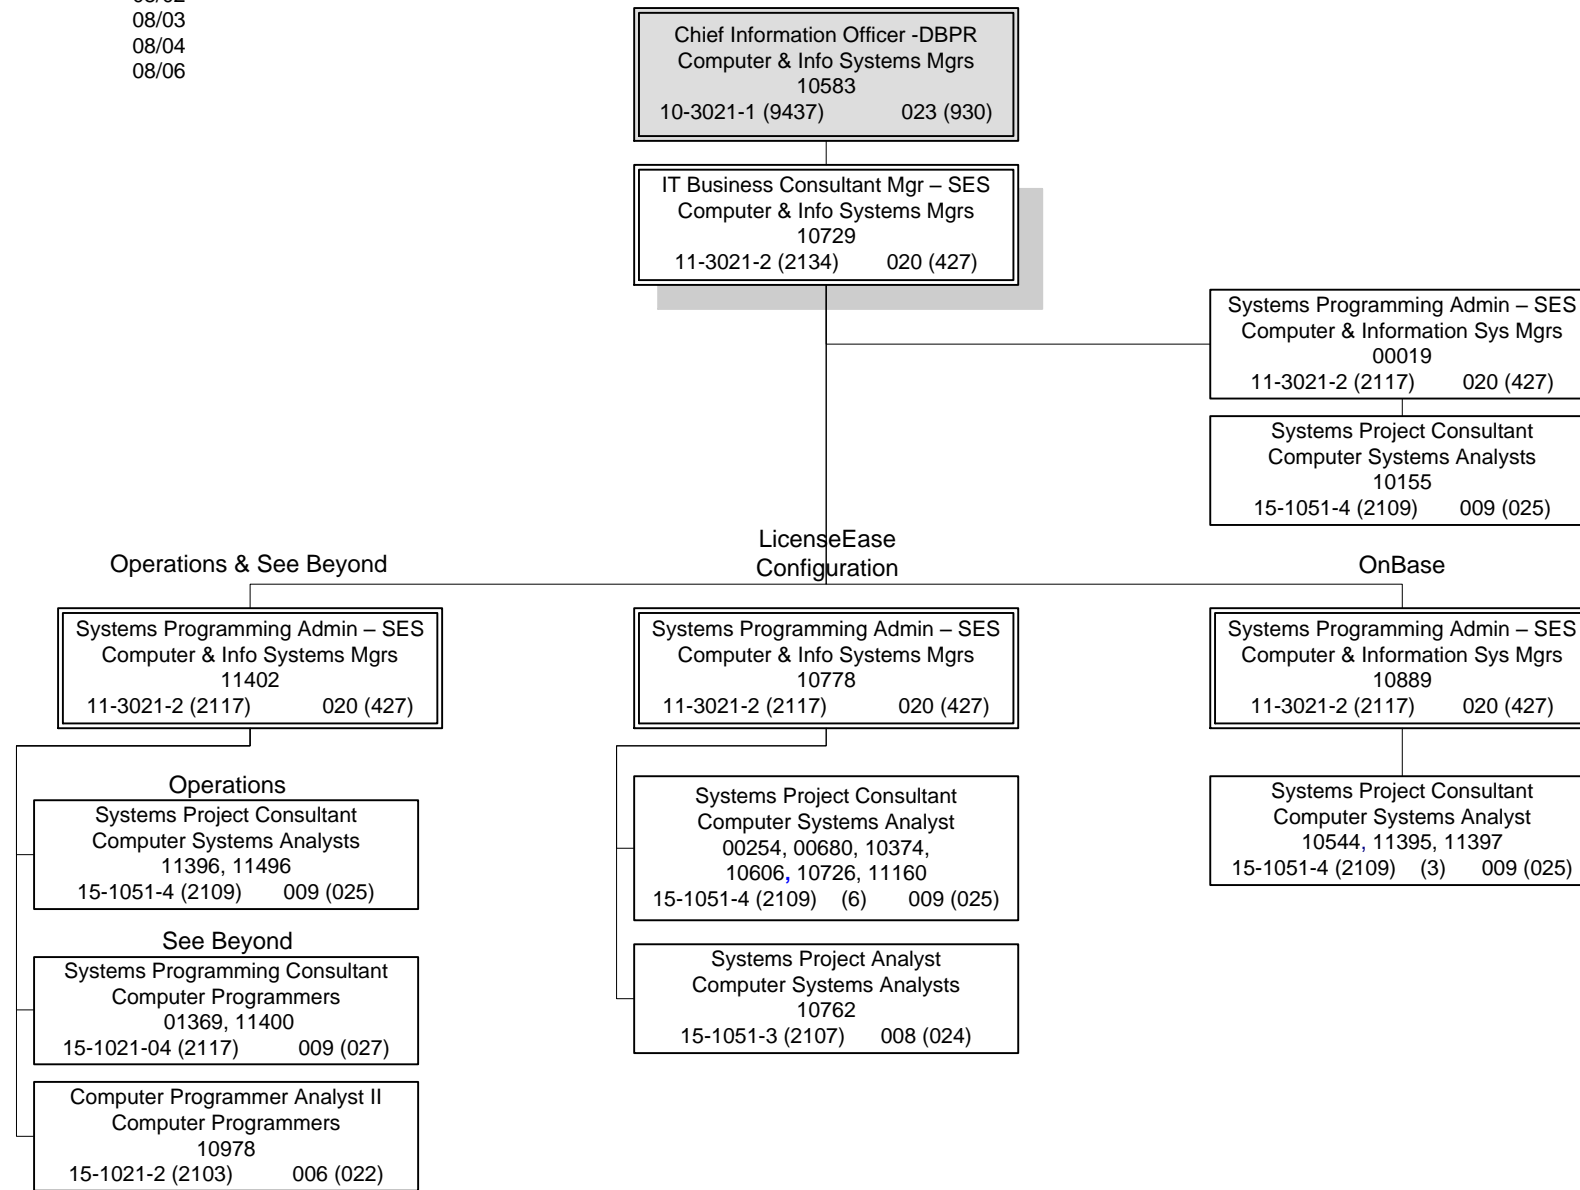 08/03
08/04
08/06
Chief Information Officer -DBPR
Computer & Info Systems Mgrs
10583
10-3021-1 (9437) 023 (930)
IT Business Consultant Mgr – SES
Computer & Info Systems Mgrs
10729
11-3021-2 (2134) 020 (427)
Systems Programming Admin – SES
Computer & Information Sys Mgrs
00019
11-3021-2 (2117) 020 (427)
Systems Project Consultant
Computer Systems Analysts
10155
15-1051-4 (2109) 009 (025)
Operations & See Beyond
LicenseEase
Configuration
OnBase
Systems Programming Admin – SES
Computer & Info Systems Mgrs
11402
11-3021-2 (2117) 020 (427)
Systems Programming Admin – SES
Computer & Info Systems Mgrs
10778
11-3021-2 (2117) 020 (427)
Systems Programming Admin – SES
Computer & Information Sys Mgrs
10889
11-3021-2 (2117) 020 (427)
Operations
Systems Project Consultant
Computer Systems Analysts
11396, 11496
15-1051-4 (2109) 009 (025)
See Beyond
Systems Programming Consultant
Computer Programmers
01369, 11400
15-1021-04 (2117) 009 (027)
Computer Programmer Analyst II
Computer Programmers
10978
15-1021-2 (2103) 006 (022)
Systems Project Consultant
Computer Systems Analyst
00254, 00680, 10374,
10606, 10726, 11160
15-1051-4 (2109) (6) 009 (025)
Systems Project Analyst
Computer Systems Analysts
10762
15-1051-3 (2107) 008 (024)
Systems Project Consultant
Computer Systems Analyst
10544, 11395, 11397
15-1051-4 (2109) (3) 009 (025)